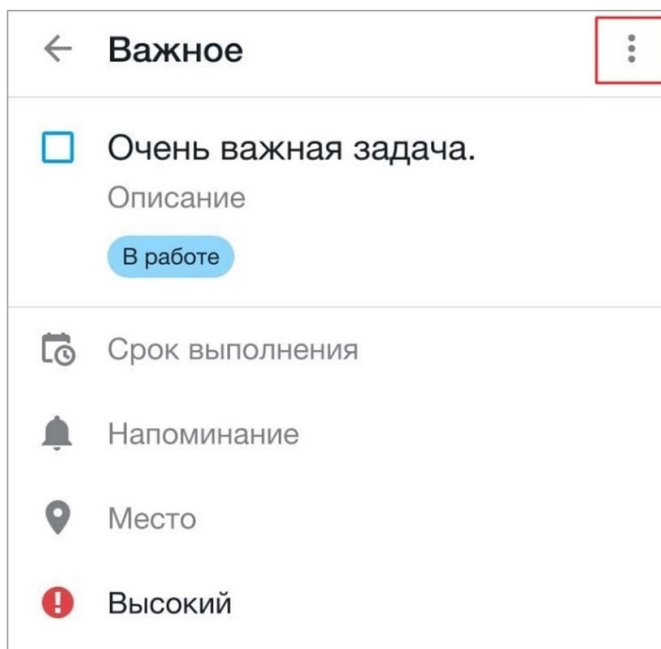 Важное
Очень важная задача.
Описание
В работе
Срок выполнения
Напоминание
Место
Высокий